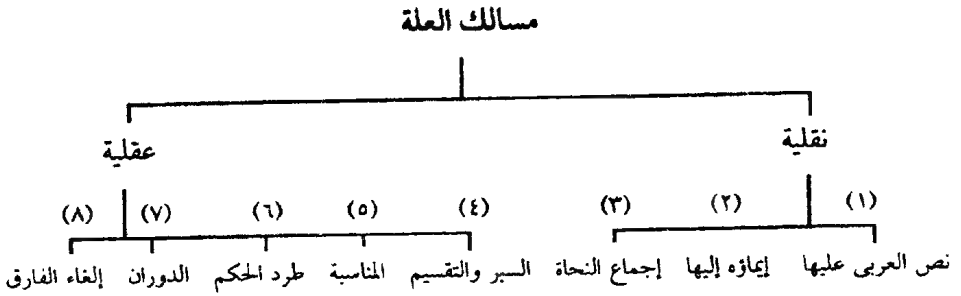 مسالك العلة
نقلية
عقلية
(١) (٢) (٣) (٤) (٥) (٦) (٧) (٨)
نص العربى عليها إيماؤه إليها إجماع النحاة السبر والتقسيم المناسبة طرد الحكم الدوران إلغاء الفارق